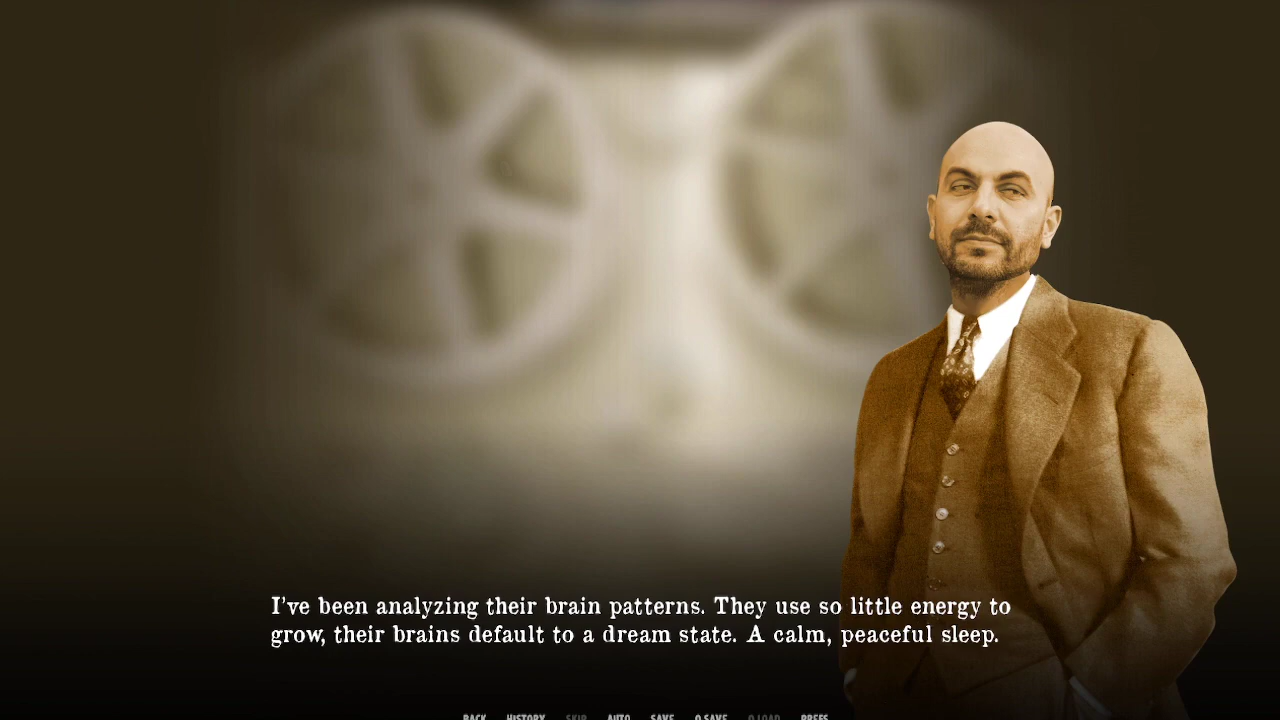 I've been analyzing their brain patterns. They use so little energy to
grow, their brains default to a dream state. A calm, peaceful sleep.
BACK HISTORY SKIP AUTO SAVE Q.SAVE Q.LOAD PREFS